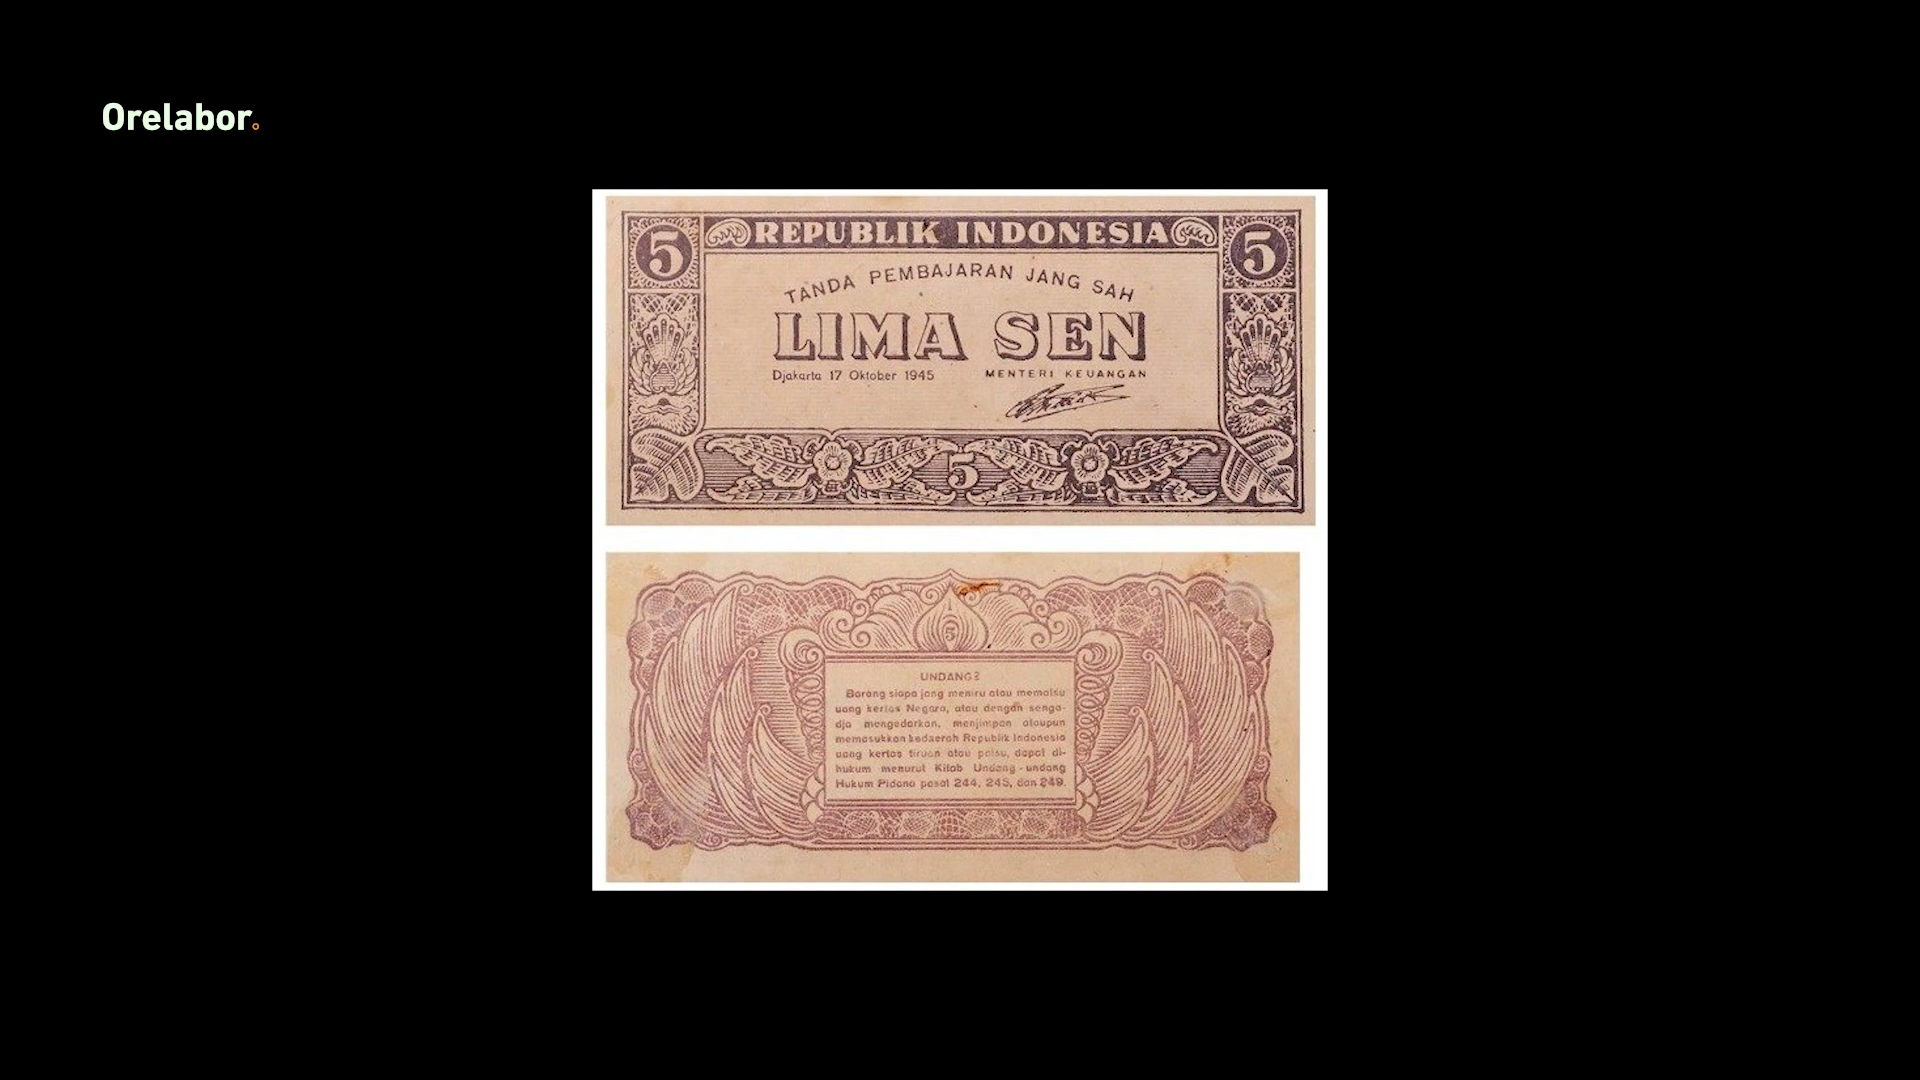 Orelabor.
5 REPUBLIK INDONESIA 5
TANDA PEMBAJARAN JANG SAH
LIMA SEN
Djakarta 17 Oktober 1945 MENTERI KEUANGAN
5
5
UNDANG2
Barang siapa jang meniru atau memalsu
uang kertas Negara, atau dengan senga-
dja mengedarkan, menjimpan ataupun
memasukkan kedaerah Republik Indonesia
uang kertas tiruan atau palsu, dapat di-
hukum menurut Kitab Undang-undang
Hukum Pidana pasal 244, 245, dan 249.